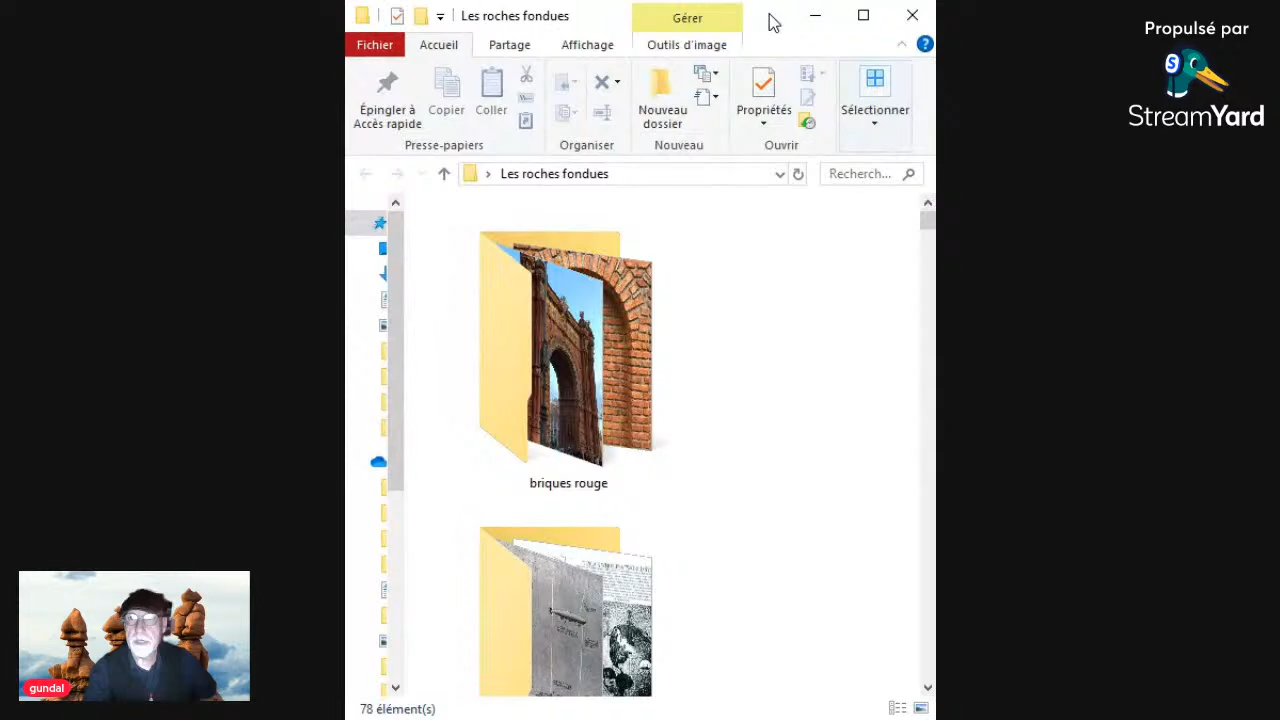 Les roches fondues
Gérer
Fichier
Accueil
Partage
Affichage
Outils d'image
Épingler à
Accès rapide
Copier
Coller
Nouveau
dossier
Propriétés
Sélectionner
Presse-papiers
Organiser
Nouveau
Ouvrir
Les roches fondues
Recherch...
briques rouge
78 élément(s)
gundal
Propulsé par
S
StreamYard